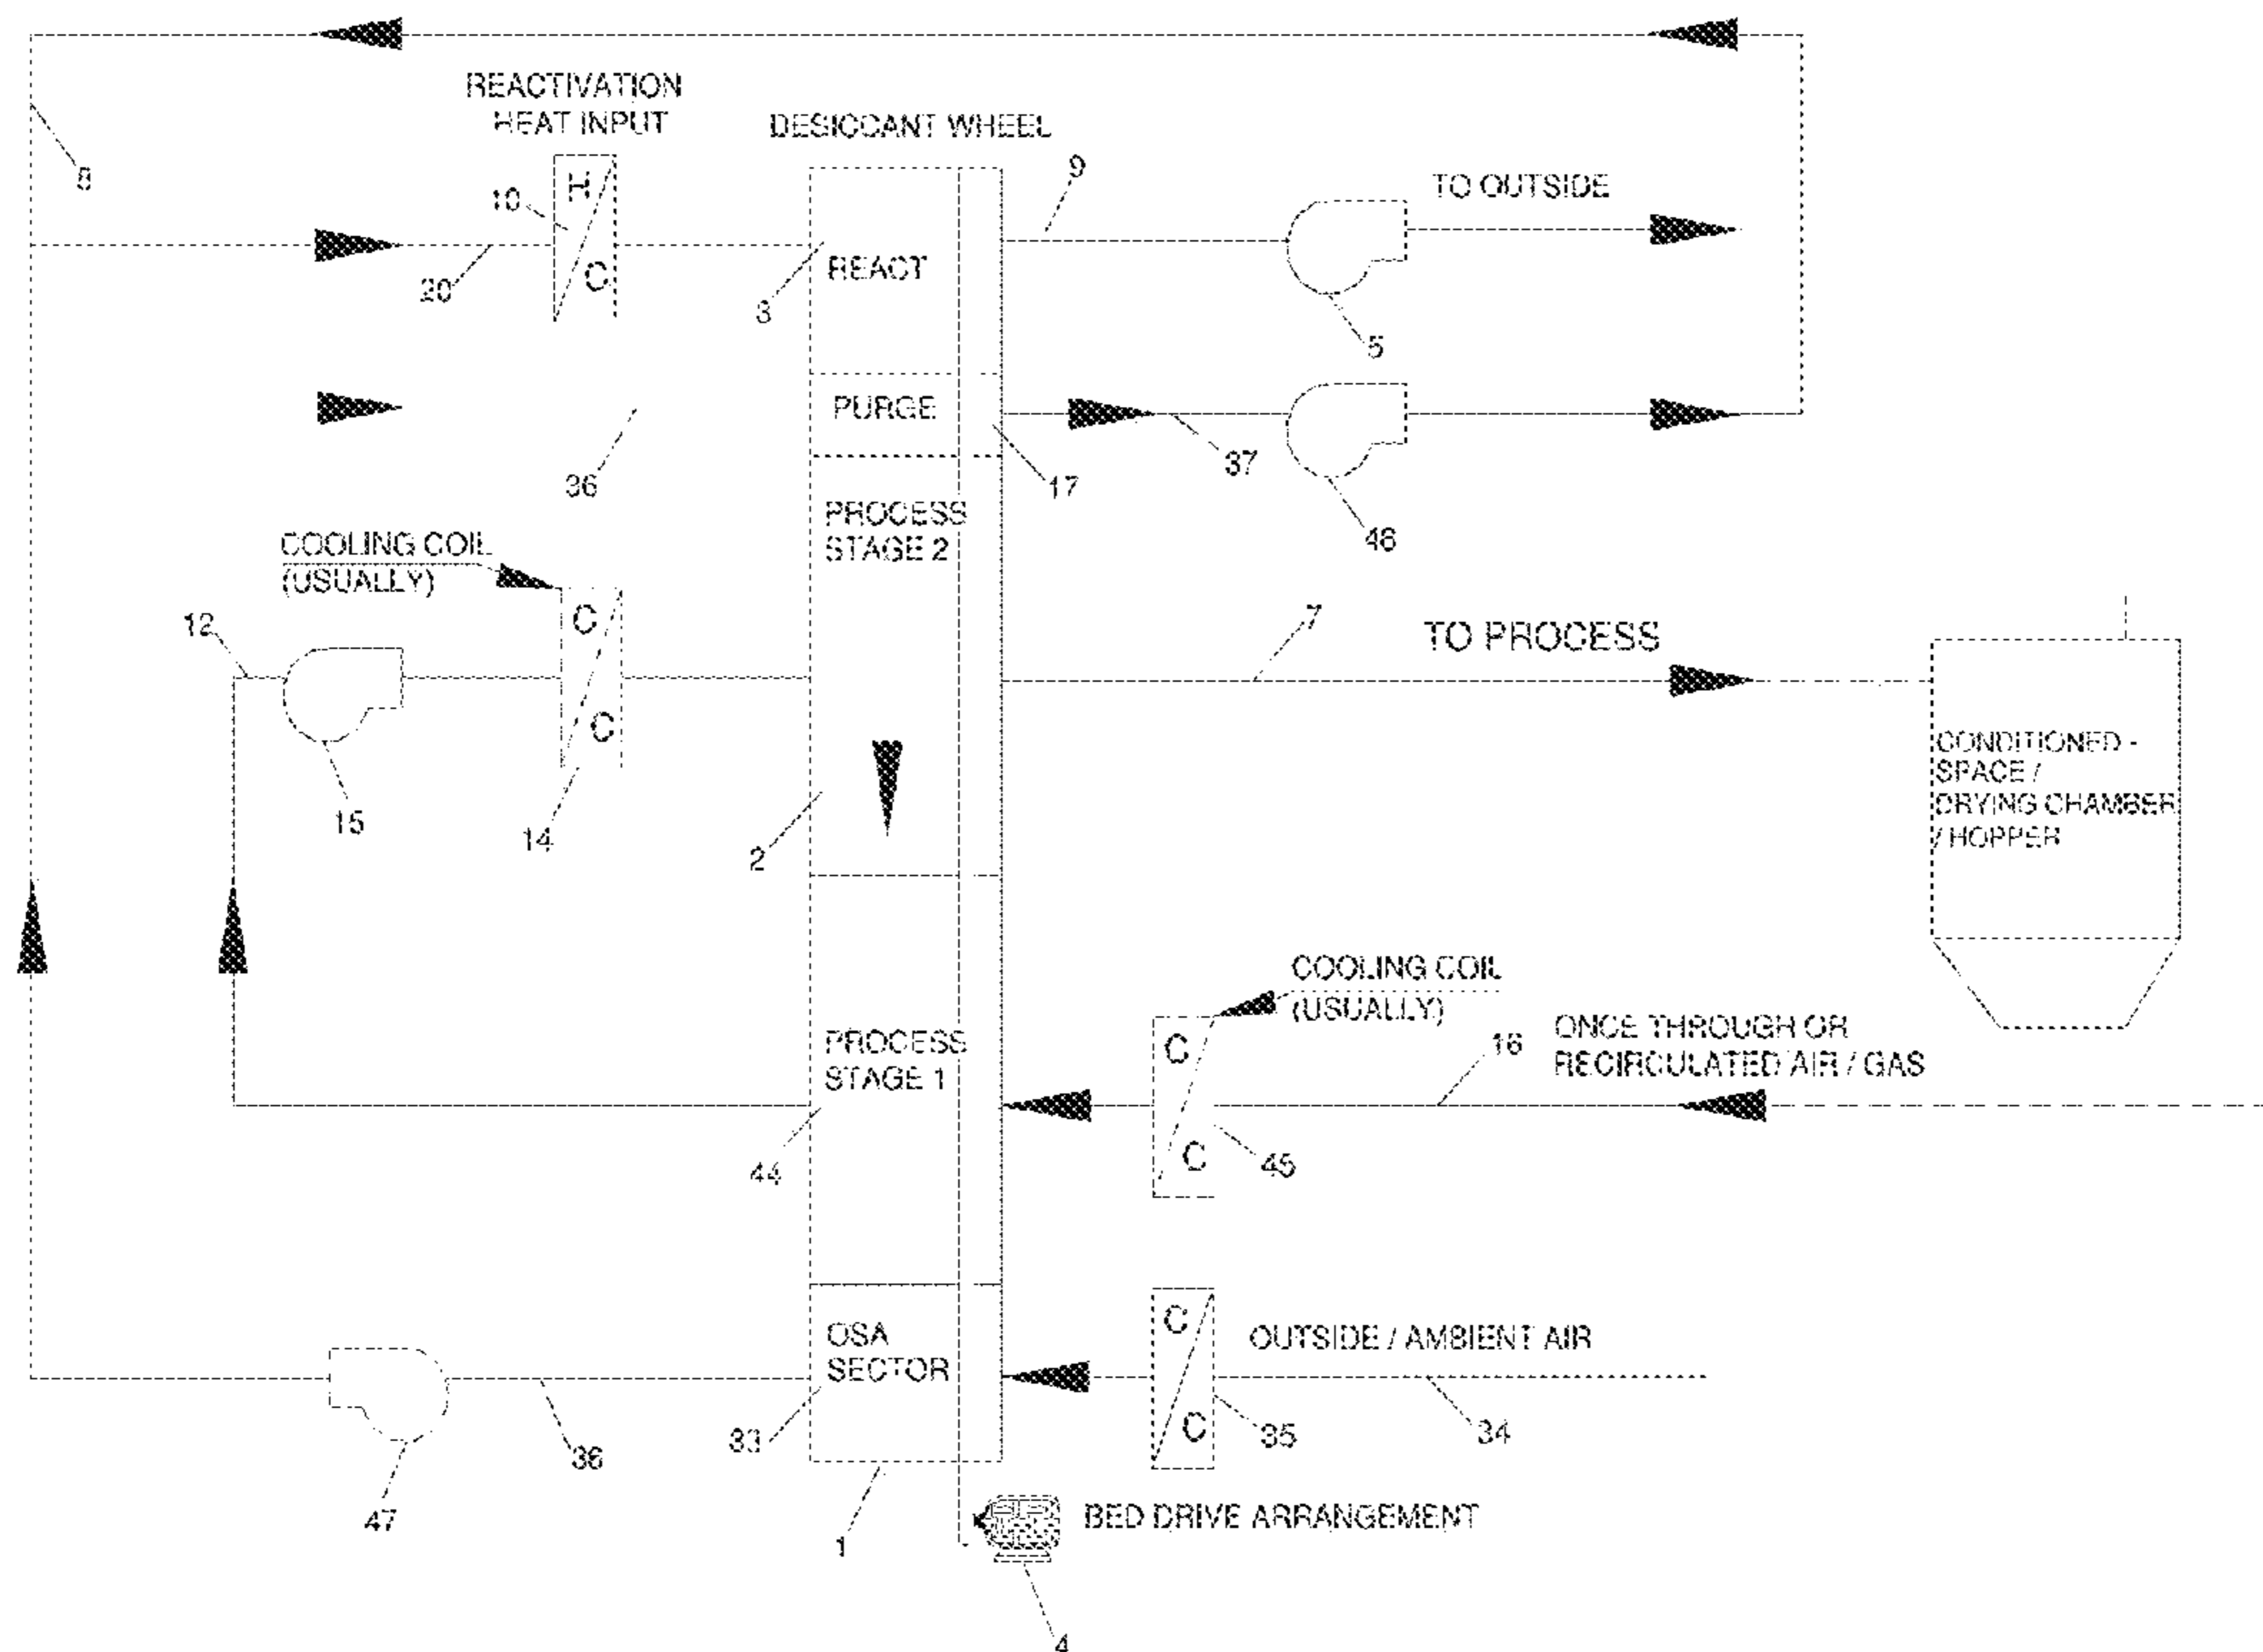 REACTIVATION
HEAT INPUT
DESICCANT WHEEL
8
10
H
C
20
3
REACT
9
TO OUTSIDE
5
PURGE
36
37
17
46
PROCESS
STAGE 2
COOLING COIL
(USUALLY)
12
C
C
15
14
2
7
TO PROCESS
CONDITIONED -
SPACE /
DRYING CHAMBER
/ HOPPER
COOLING COIL
(USUALLY)
PROCESS
STAGE 1
C
C
16
ONCE THROUGH OR
RECIRCULATED AIR / GAS
44
45
OSA
SECTOR
C
C
OUTSIDE / AMBIENT AIR
33
35
34
36
47
1
BED DRIVE ARRANGEMENT
4